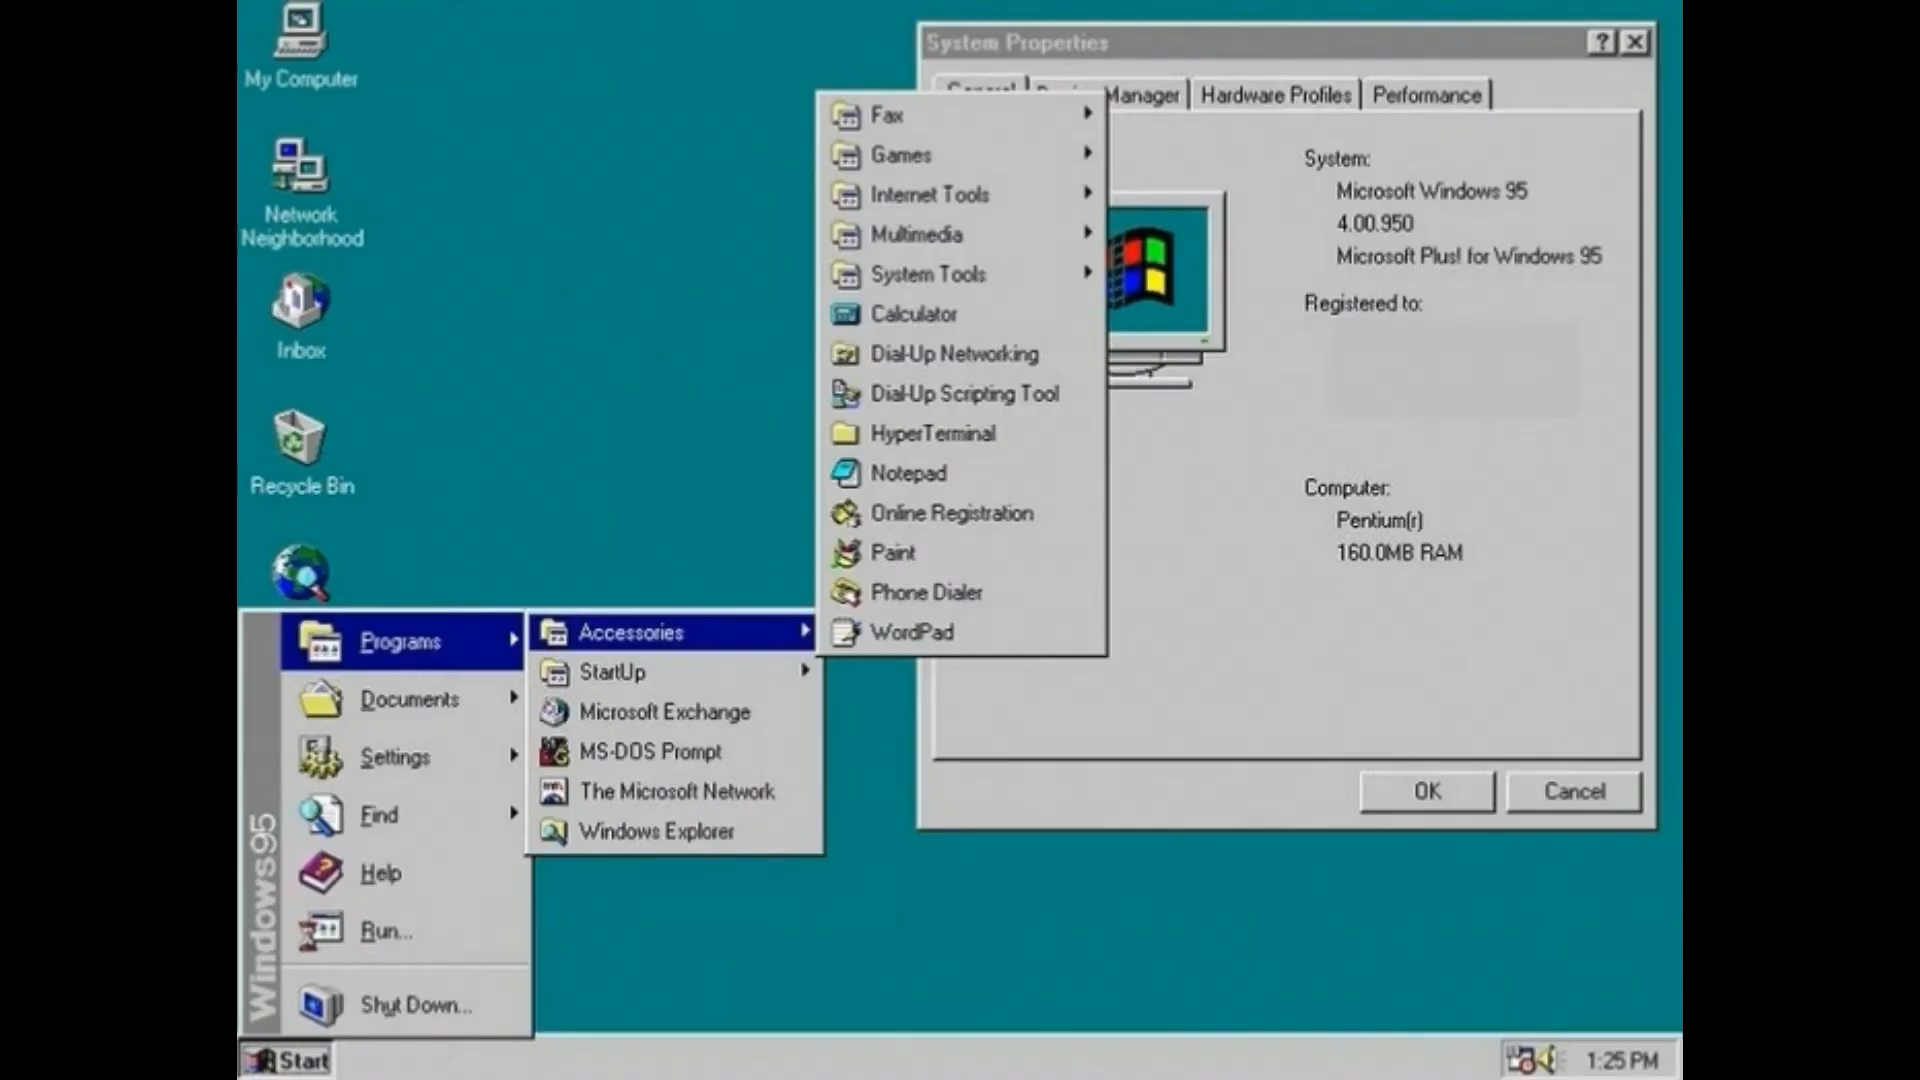 My Computer
Network
Neighborhood
Inbox
Recycle Bin
System Properties
General
Manager
Hardware Profiles
Performance
System:
Microsoft Windows 95
4.00.950
Microsoft Plus! for Windows 95
Registered to:
Computer:
Pentium(r)
160.0MB RAM
OK
Cancel
Fax
Games
Internet Tools
Multimedia
System Tools
Calculator
Dial-Up Networking
Dial-Up Scripting Tool
HyperTerminal
Notepad
Online Registration
Paint
Phone Dialer
WordPad
Accessories
StartUp
Microsoft Exchange
MS-DOS Prompt
The Microsoft Network
Windows Explorer
Programs
Documents
Settings
Find
Help
Run...
Shut Down...
Windows95
Start
1:25 PM